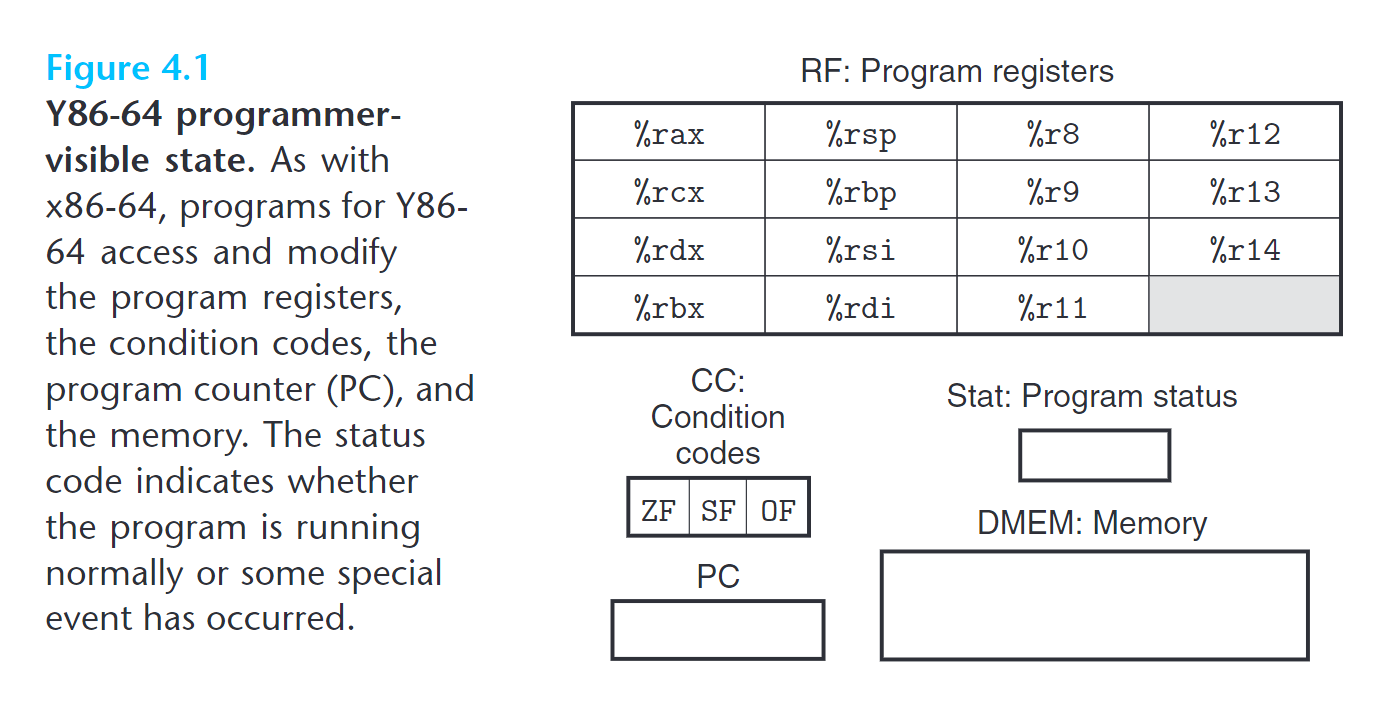 Figure 4.1
Y86-64 programmer-
visible state. As with
x86-64, programs for Y86-
64 access and modify
the program registers,
the condition codes, the
program counter (PC), and
the memory. The status
code indicates whether
the program is running
normally or some special
event has occurred.
RF: Program registers
%rax %rsp %r8 %r12
%rcx %rbp %r9 %r13
%rdx %rsi %r10 %r14
%rbx %rdi %r11
CC:
Condition
codes
ZF SF OF
PC
Stat: Program status
DMEM: Memory